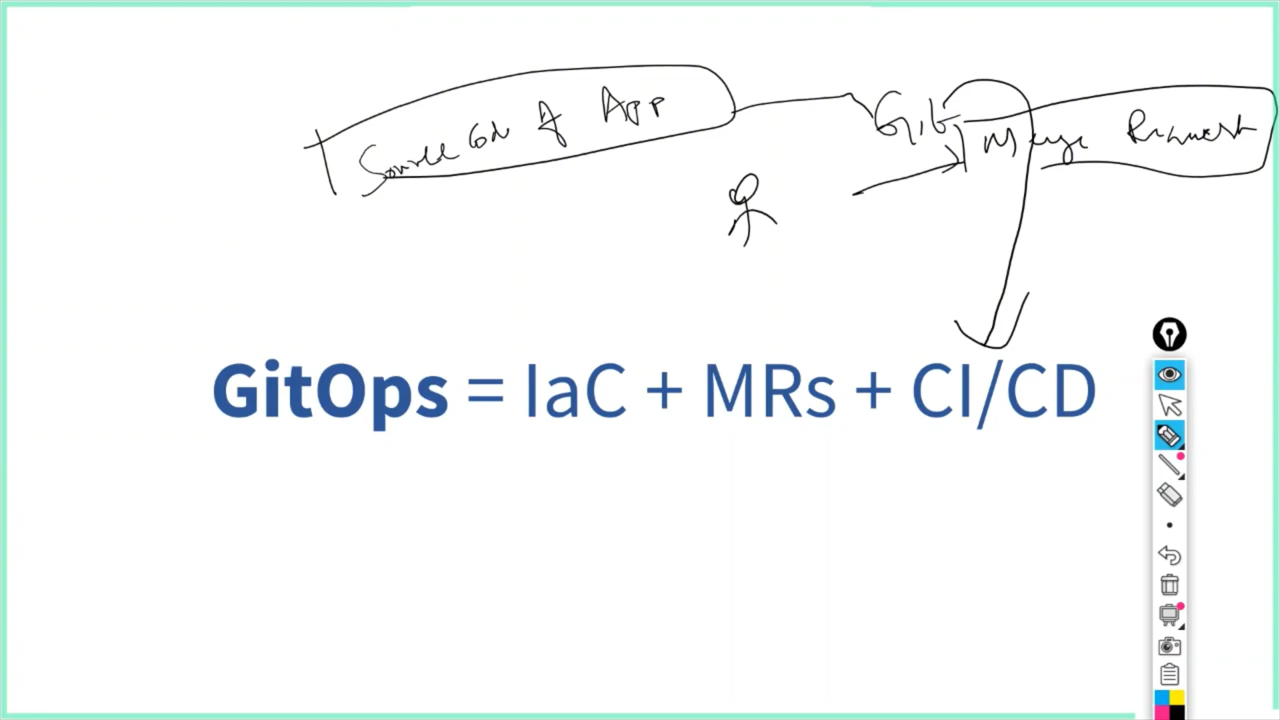 Source Code of App
Git
Merge Request
GitOps = IaC + MRs + CI/CD